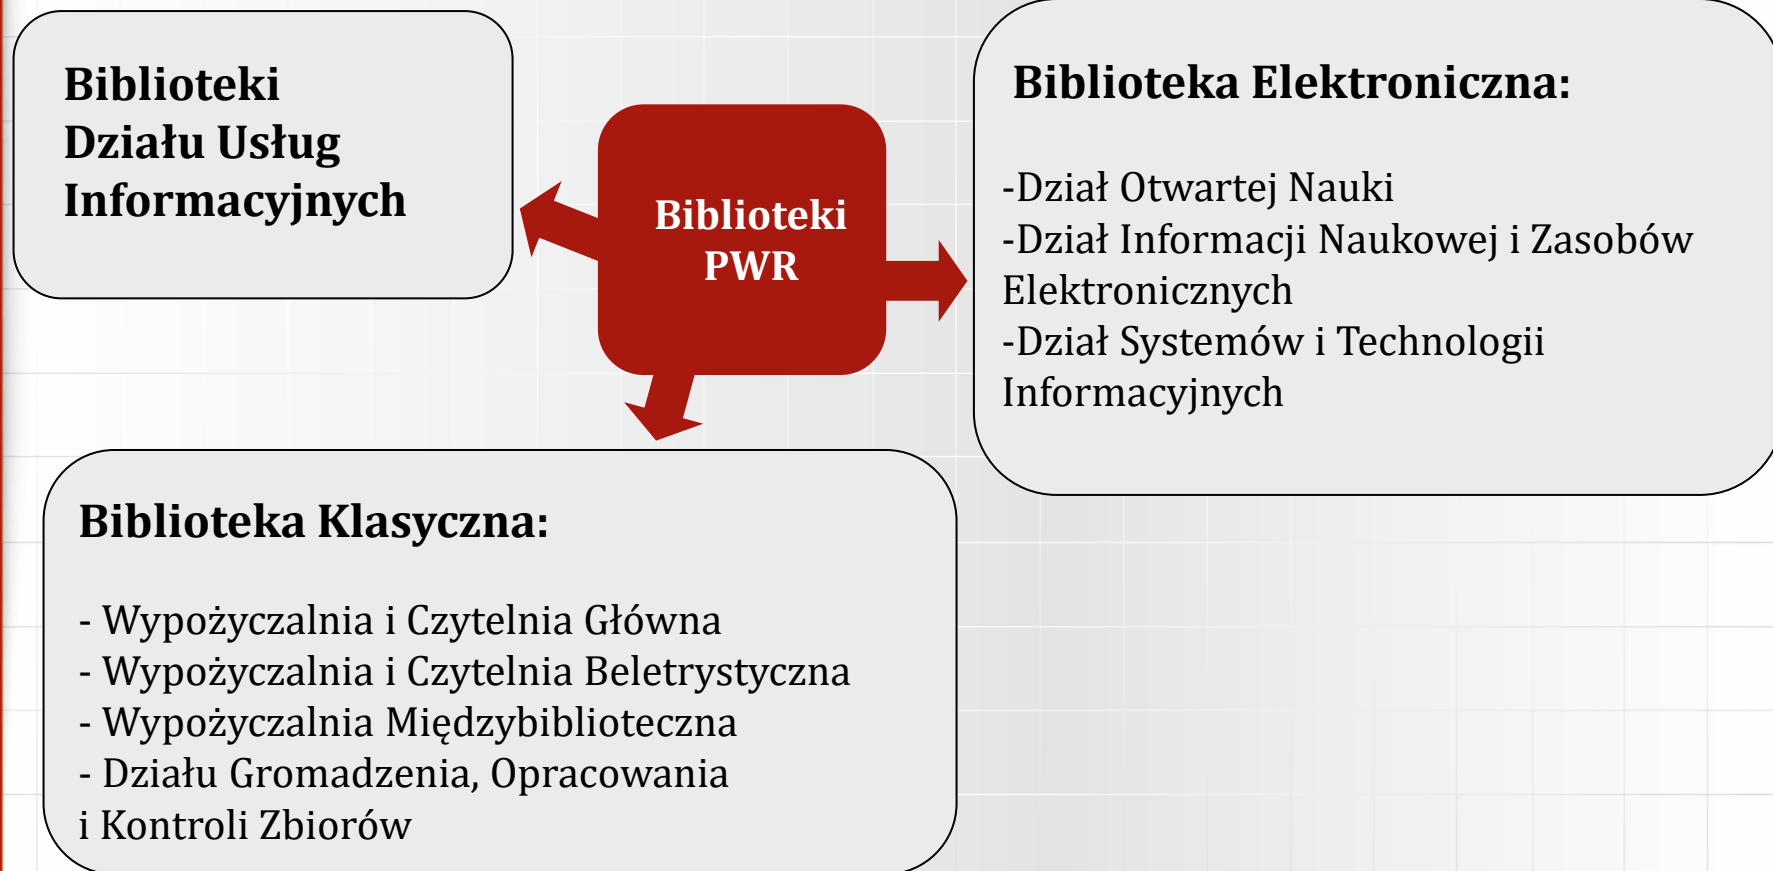 Biblioteki
Działu Usług
Informacyjnych
Biblioteki
PWR
Biblioteka Elektroniczna:
-Dział Otwartej Nauki
-Dział Informacji Naukowej i Zasobów
Elektronicznych
-Dział Systemów i Technologii
Informacyjnych
Biblioteka Klasyczna:
- Wypożyczalnia i Czytelnia Główna
- Wypożyczalnia i Czytelnia Beletrystyczna
- Wypożyczalnia Międzybiblioteczna
- Działu Gromadzenia, Opracowania
i Kontroli Zbiorów